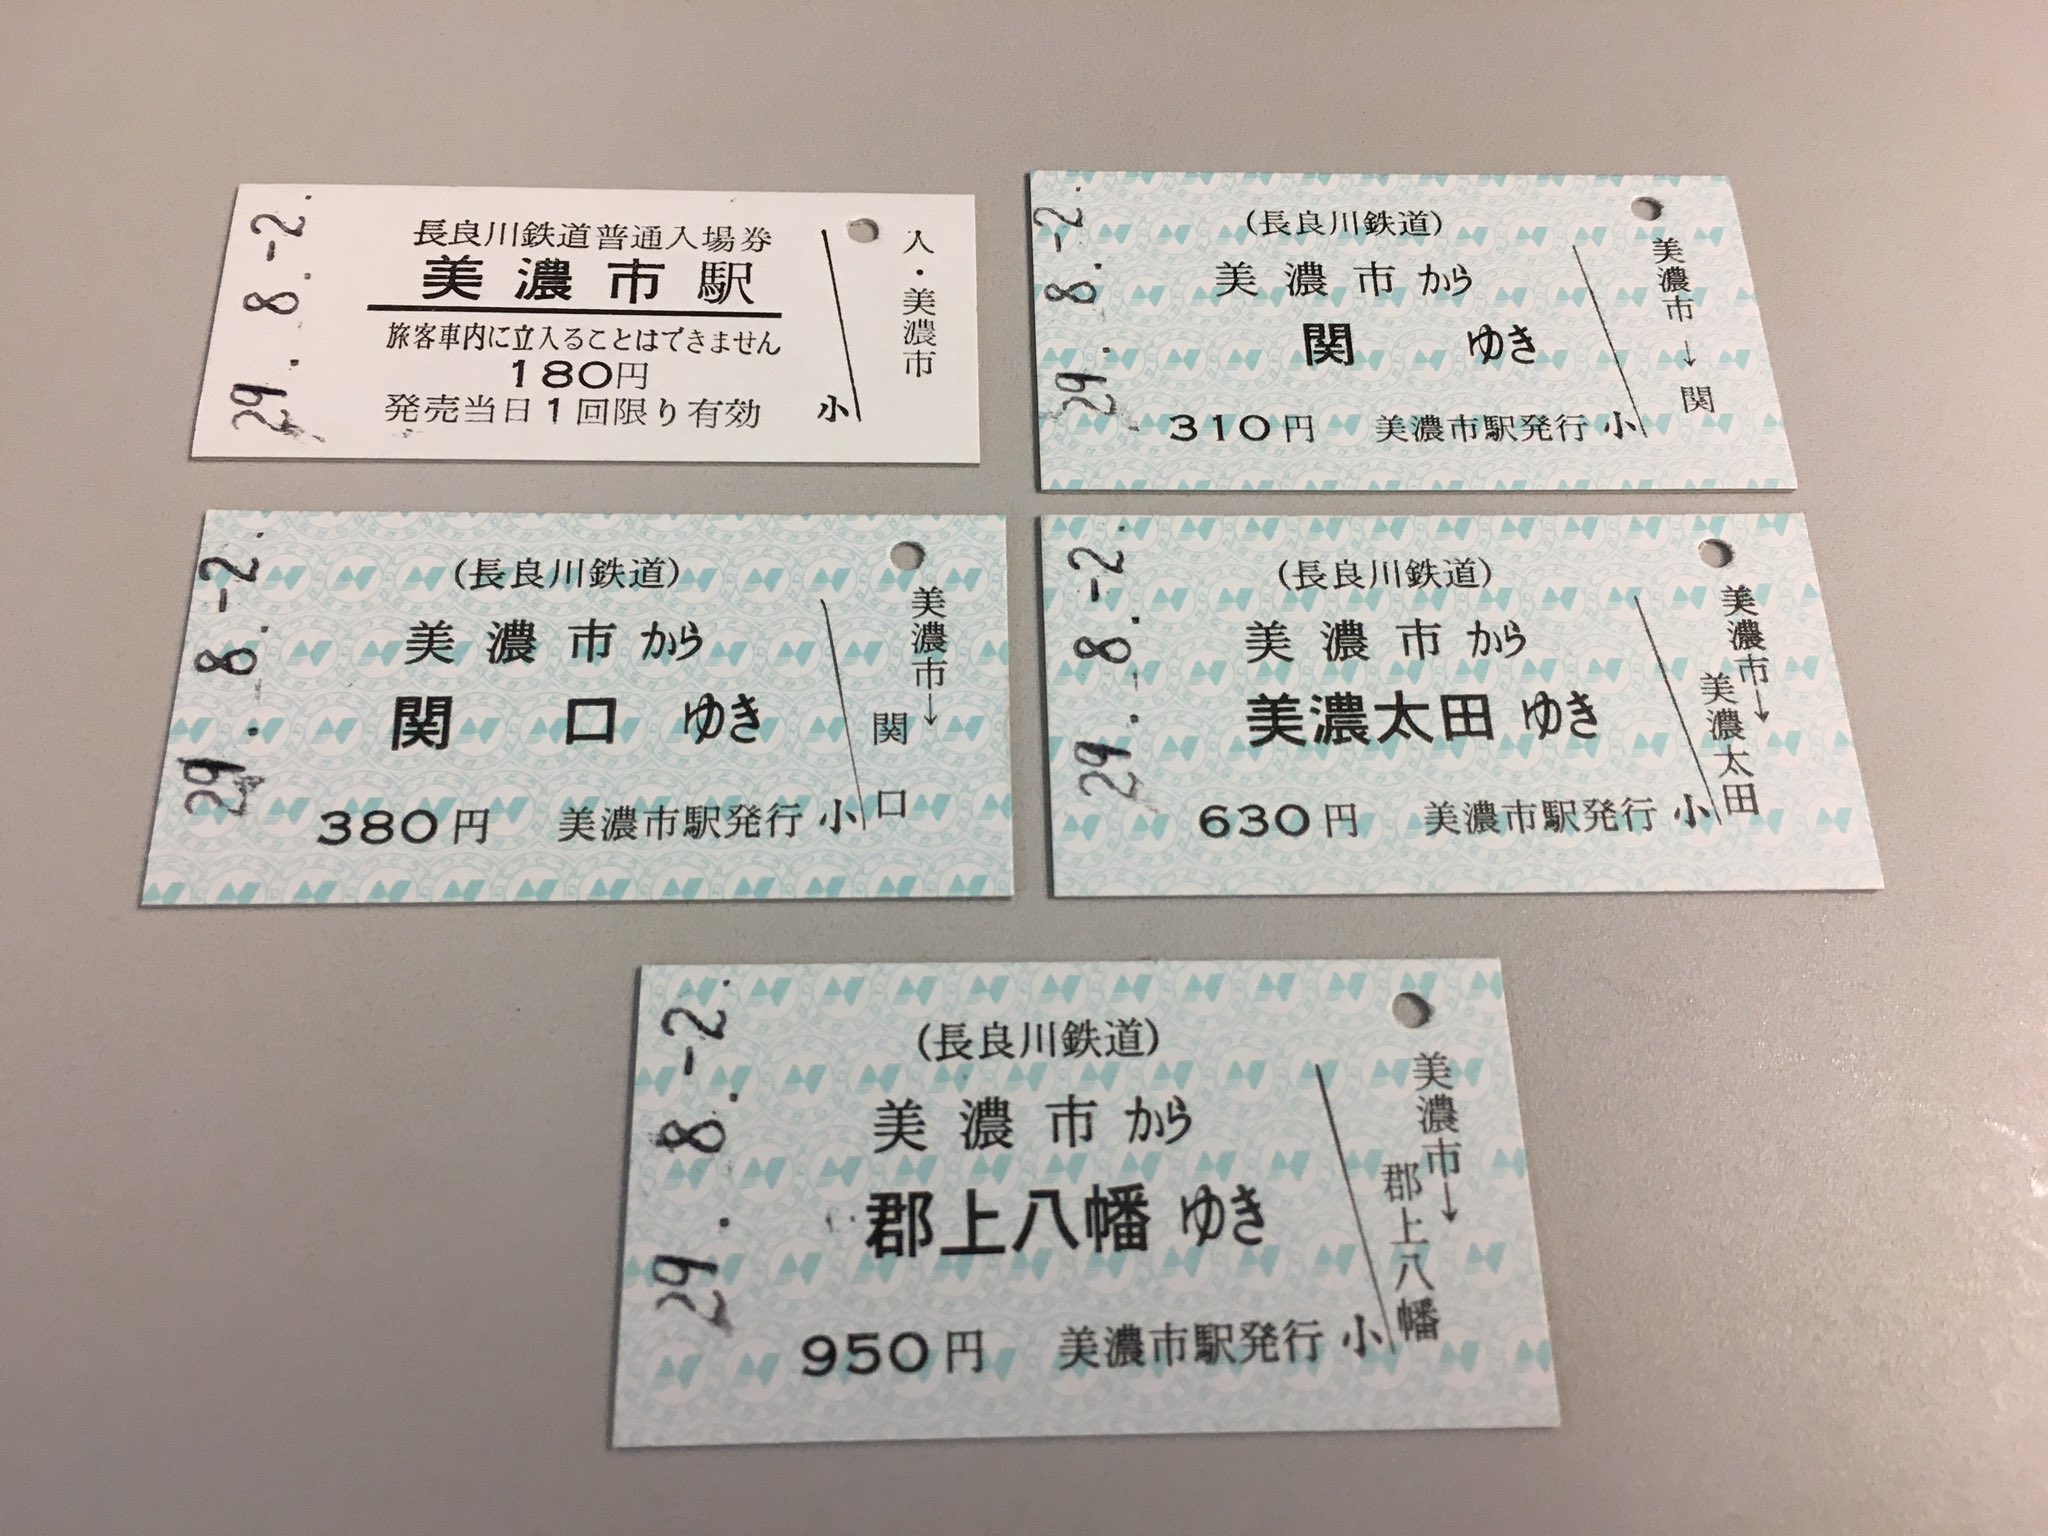 29.8.-2.
長良川鉄道普通入場券
美濃市駅
旅客車内に立入ることはできません
180円
発売当日1回限り有効
小
入・美濃市
29.8.-2.
(長良川鉄道)
美濃市から
関ゆき
310円 美濃市駅発行 小
美濃市→関
29.8.-2.
(長良川鉄道)
美濃市から
関口ゆき
380円 美濃市駅発行 小
美濃市→
関口
29.8.-2.
(長良川鉄道)
美濃市から
美濃太田ゆき
630円 美濃市駅発行 小
美濃市→
美濃太田
29.8.-2.
(長良川鉄道)
美濃市から
郡上八幡ゆき
950円 美濃市駅発行 小
美濃市→
郡上八幡